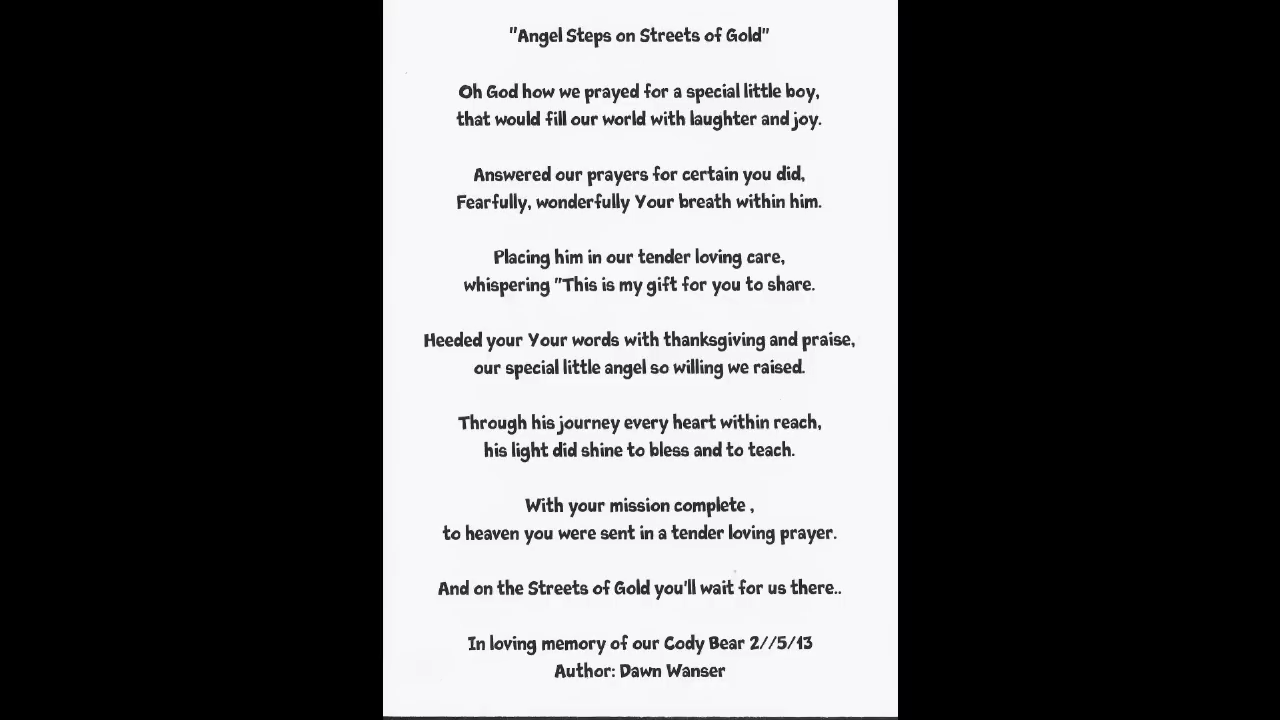 "Angel Steps on Streets of Gold"
Oh God how we prayed for a special little boy,
that would fill our world with laughter and joy.
Answered our prayers for certain you did,
Fearfully, wonderfully Your breath within him.
Placing him in our tender loving care,
whispering "This is my gift for you to share.
Heeded your Your words with thanksgiving and praise,
our special little angel so willing we raised.
Through his journey every heart within reach,
his light did shine to bless and to teach.
With your mission complete ,
to heaven you were sent in a tender loving prayer.
And on the Streets of Gold you'll wait for us there..
In loving memory of our Cody Bear 2//5/13
Author: Dawn Wanser